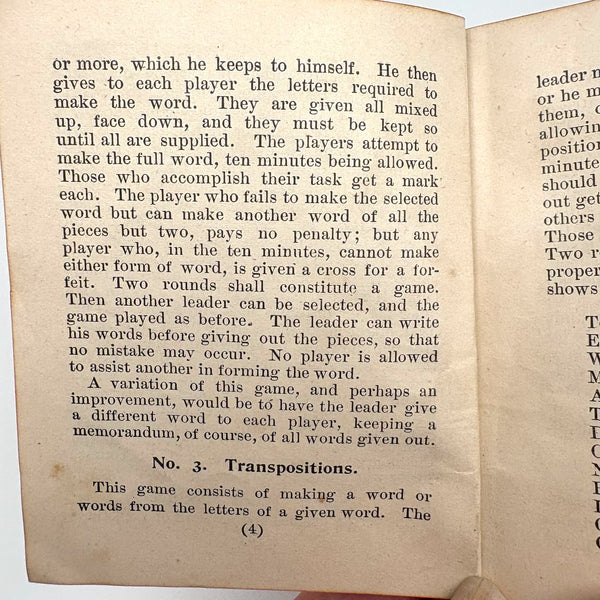 or more, which he keeps to himself. He then
gives to each player the letters required to
make the word. They are given all mixed
up, face down, and they must be kept so
until all are supplied. The players attempt to
make the full word, ten minutes being allowed.
Those who accomplish their task get a mark
each. The player who fails to make the selected
word but can make another word of all the
pieces but two, pays no penalty; but any
player who, in the ten minutes, cannot make
either form of word, is given a cross for a for-
feit. Two rounds shall constitute a game.
Then another leader can be selected, and the
game played as before. The leader can write
his words before giving out the pieces, so that
no mistake may occur. No player is allowed
to assist another in forming the word.
A variation of this game, and perhaps an
improvement, would be to have the leader give
a different word to each player, keeping a
memorandum, of course, of all words given out.
No. 3. Transpositions.
This game consists of making a word or
words from the letters of a given word. The
(4)
leader
or he
them,
minute
should
out
others
Those
Two
shows